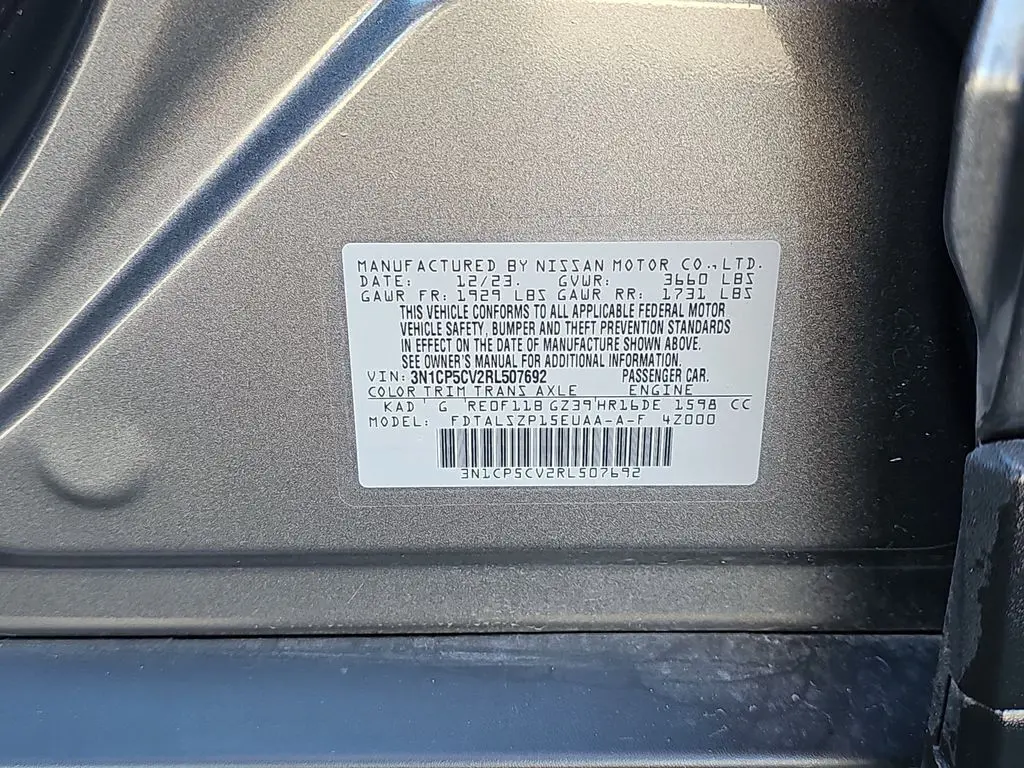 MANUFACTURED BY NISSAN MOTOR CO.,LTD.
DATE: 12/23. GVWR: 3660 LBS
GAWR FR: 1929 LBS GAWR RR: 1731 LBS
THIS VEHICLE CONFORMS TO ALL APPLICABLE FEDERAL MOTOR
VEHICLE SAFETY, BUMPER AND THEFT PREVENTION STANDARDS
IN EFFECT ON THE DATE OF MANUFACTURE SHOWN ABOVE.
SEE OWNER'S MANUAL FOR ADDITIONAL INFORMATION.
VIN: 3N1CP5CV2RL507692 PASSENGER CAR.
COLOR TRIM TRANS AXLE ENGINE
KAD G RE0F11B GZ39 HR16DE 1598 CC
MODEL: FDTALSZP15EUAA-A-F 4Z000
3N1CP5CV2RL507692